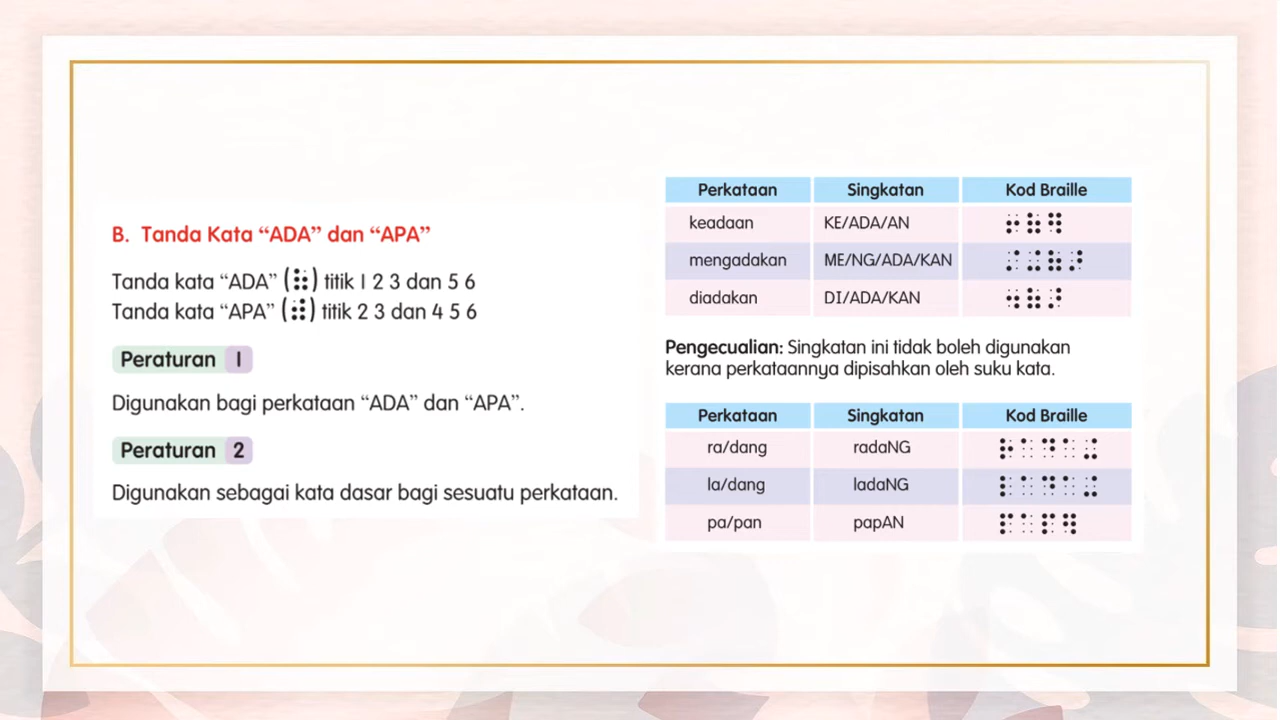 B. Tanda Kata “ADA” dan “APA”
Tanda kata “ADA” (⠷) titik 1 2 3 dan 5 6
Tanda kata “APA” (⠾) titik 2 3 dan 4 5 6
Peraturan 1
Digunakan bagi perkataan “ADA” dan “APA”.
Peraturan 2
Digunakan sebagai kata dasar bagi sesuatu perkataan.
Perkataan Singkatan Kod Braille
keadaan KE/ADA/AN
mengadakan ME/NG/ADA/KAN
diadakan DI/ADA/KAN
Pengecualian: Singkatan ini tidak boleh digunakan
kerana perkataannya dipisahkan oleh suku kata.
Perkataan Singkatan Kod Braille
ra/dang radaNG
la/dang ladaNG
pa/pan papAN